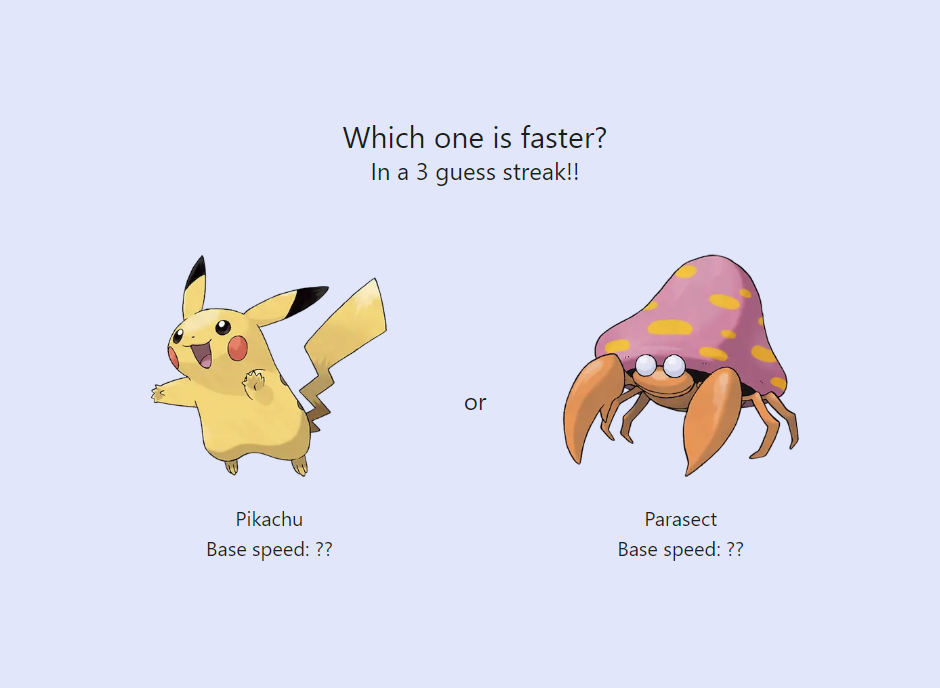 Which one is faster?
In a 3 guess streak!!
or
Pikachu
Base speed: ??
Parasect
Base speed: ??